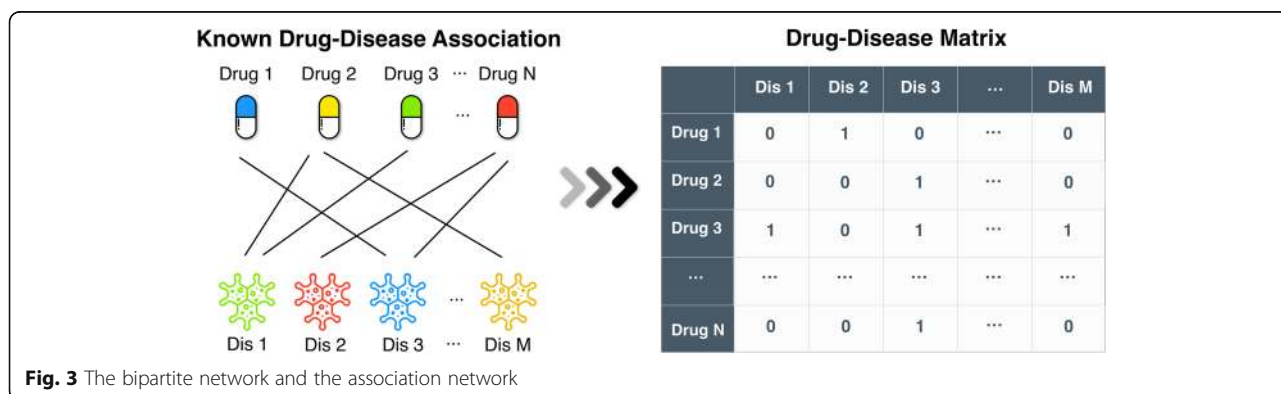 Known Drug-Disease Association
Drug 1 Drug 2 Drug 3 ··· Drug N
···
Dis 1 Dis 2 Dis 3 ··· Dis M
···
Drug-Disease Matrix
Dis 1 Dis 2 Dis 3 ··· Dis M
Drug 1 0 1 0 ··· 0
Drug 2 0 0 1 ··· 0
Drug 3 1 0 1 ··· 1
··· ··· ··· ··· ··· ···
Drug N 0 0 1 ··· 0
Fig. 3 The bipartite network and the association network